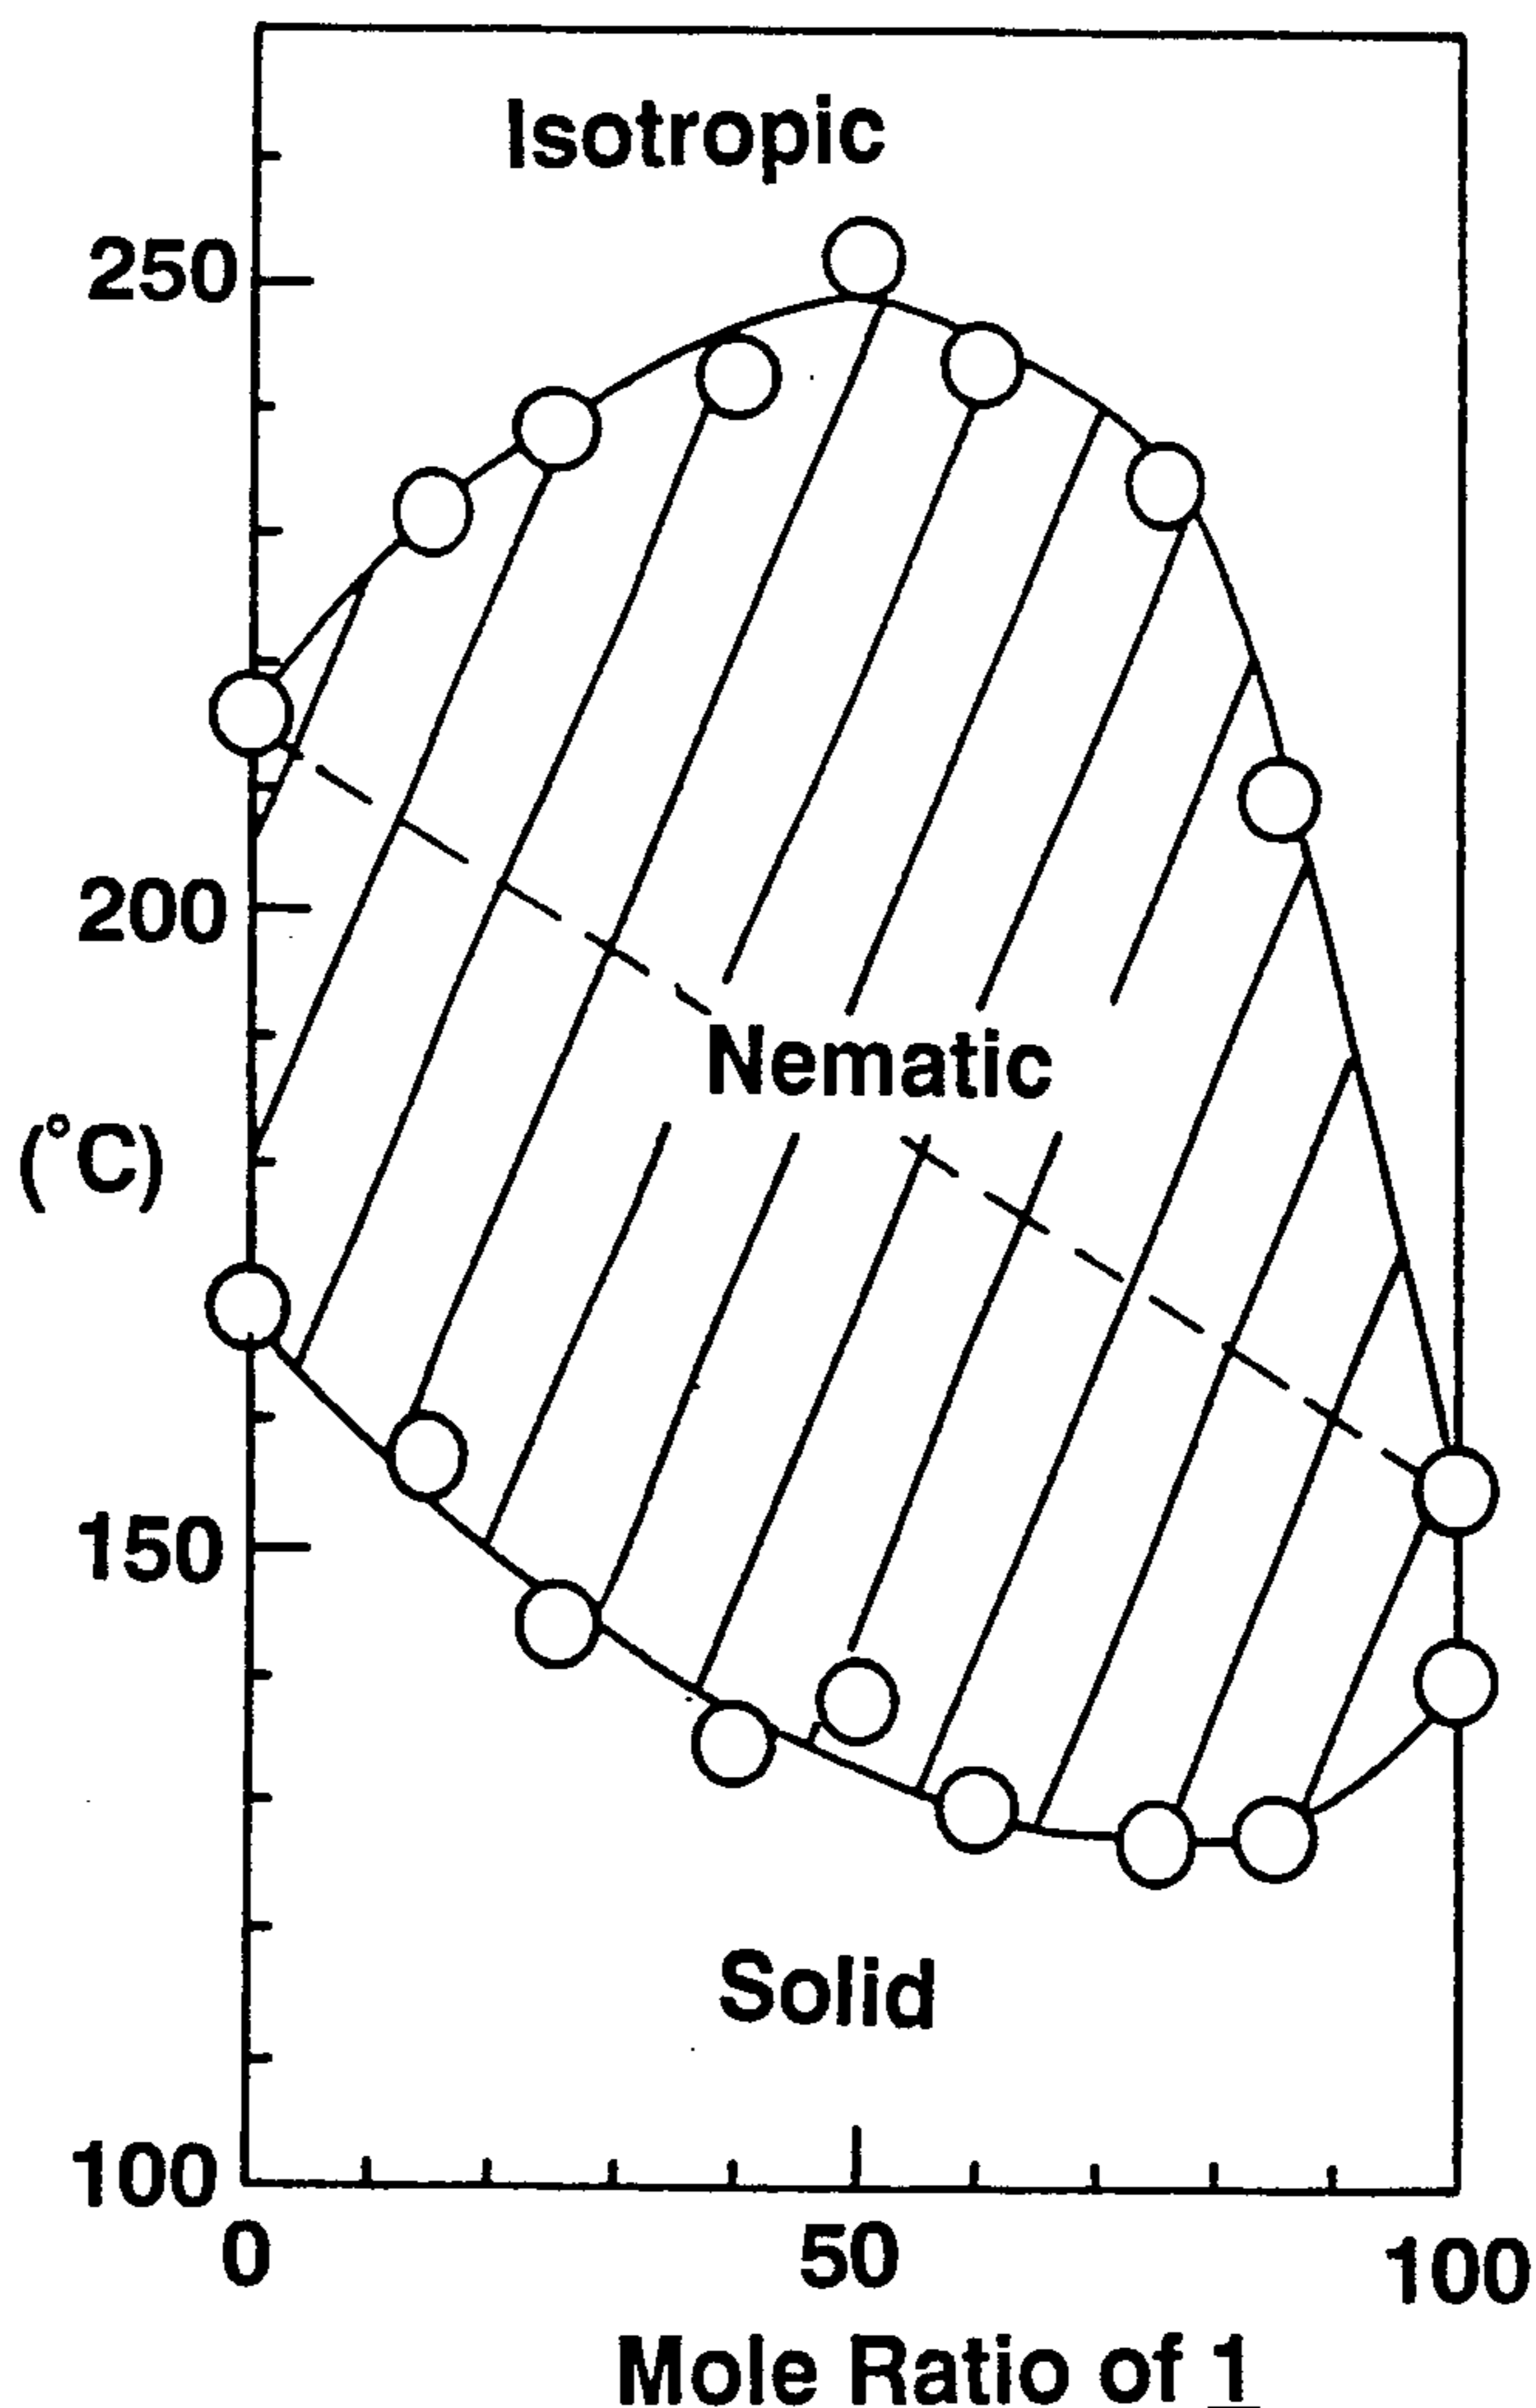 Isotropic
250
200
Nematic
(°C)
150
Solid
100
0 50 100
Mole Ratio of 1